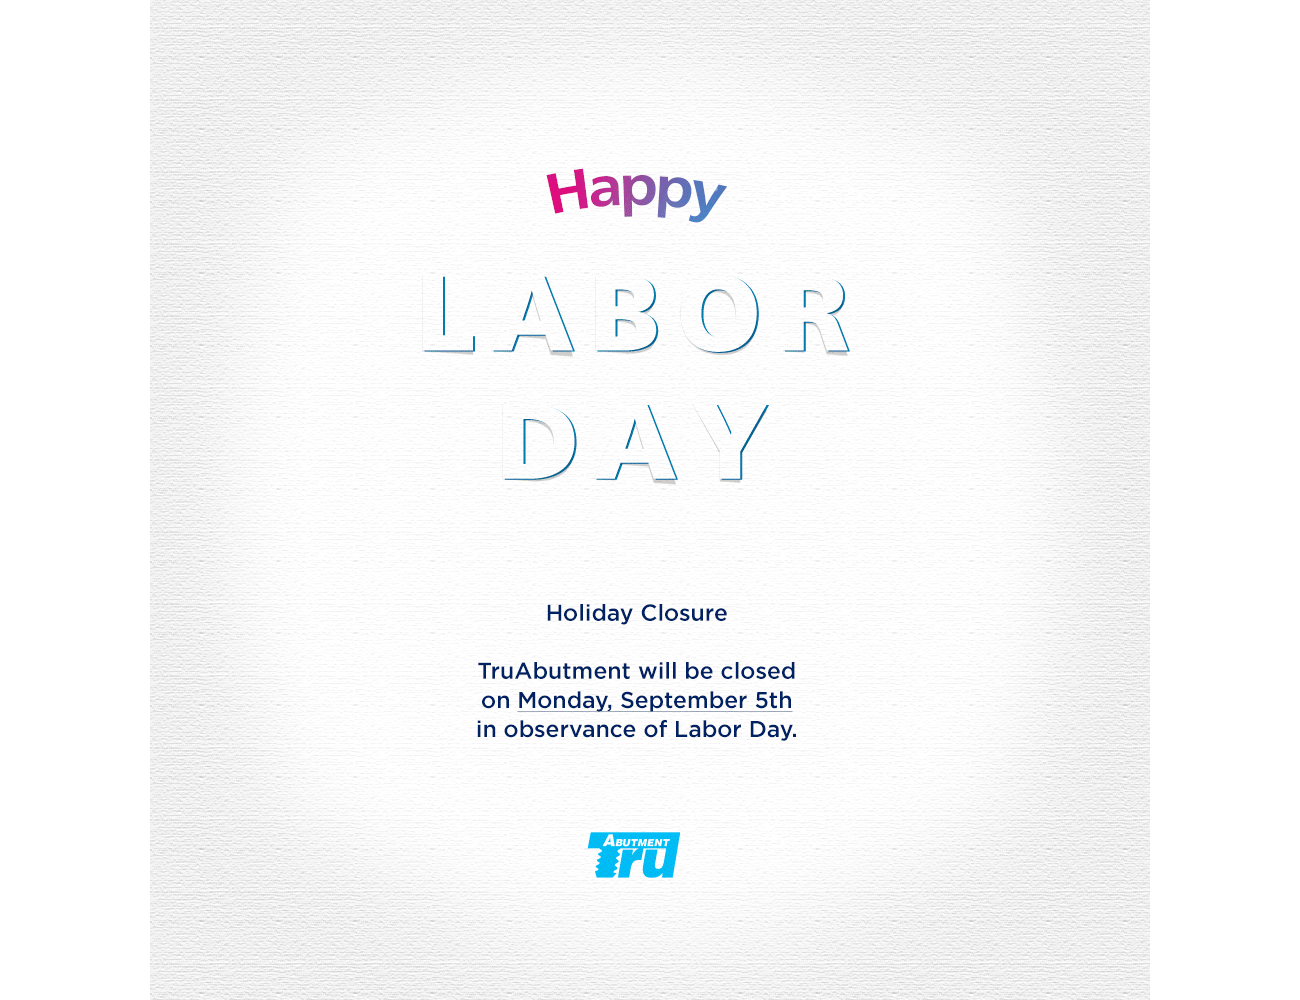 Happy
LABOR
DAY
Holiday Closure
TruAbutment will be closed
on Monday, September 5th
in observance of Labor Day.
ABUTMENT
Tru